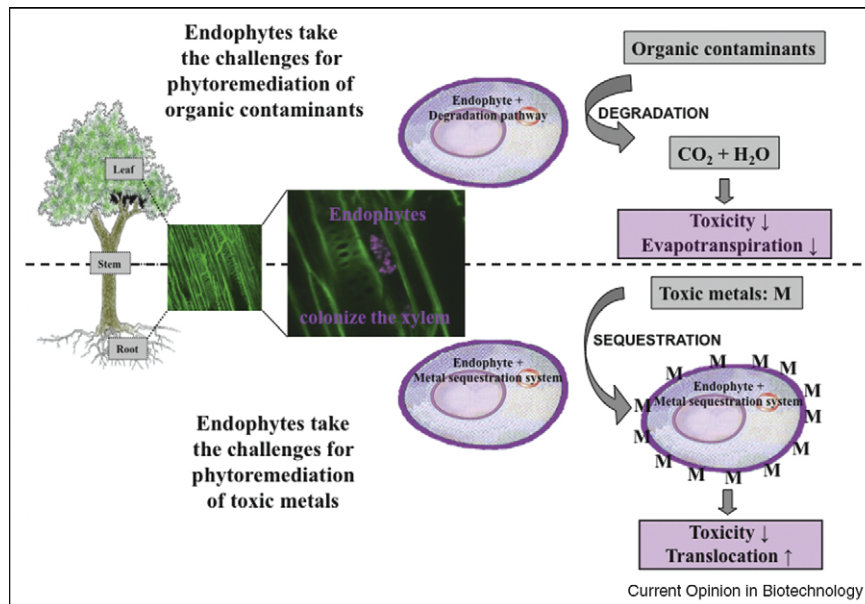 Endophytes take
the challenges for
phytoremediation of
organic contaminants
Organic contaminants
Endophyte +
Degradation pathway
DEGRADATION
CO₂ + H₂O
Toxicity ↓
Evapotranspiration ↓
Leaf
Stem
Root
Endophytes
colonize the xylem
Toxic metals: M
SEQUESTRATION
Endophyte +
Metal sequestration system
M M M M M M M M M M M M M M
Endophyte +
Metal sequestration system
Toxicity ↓
Translocation ↑
Endophytes take
the challenges for
phytoremediation
of toxic metals
Current Opinion in Biotechnology